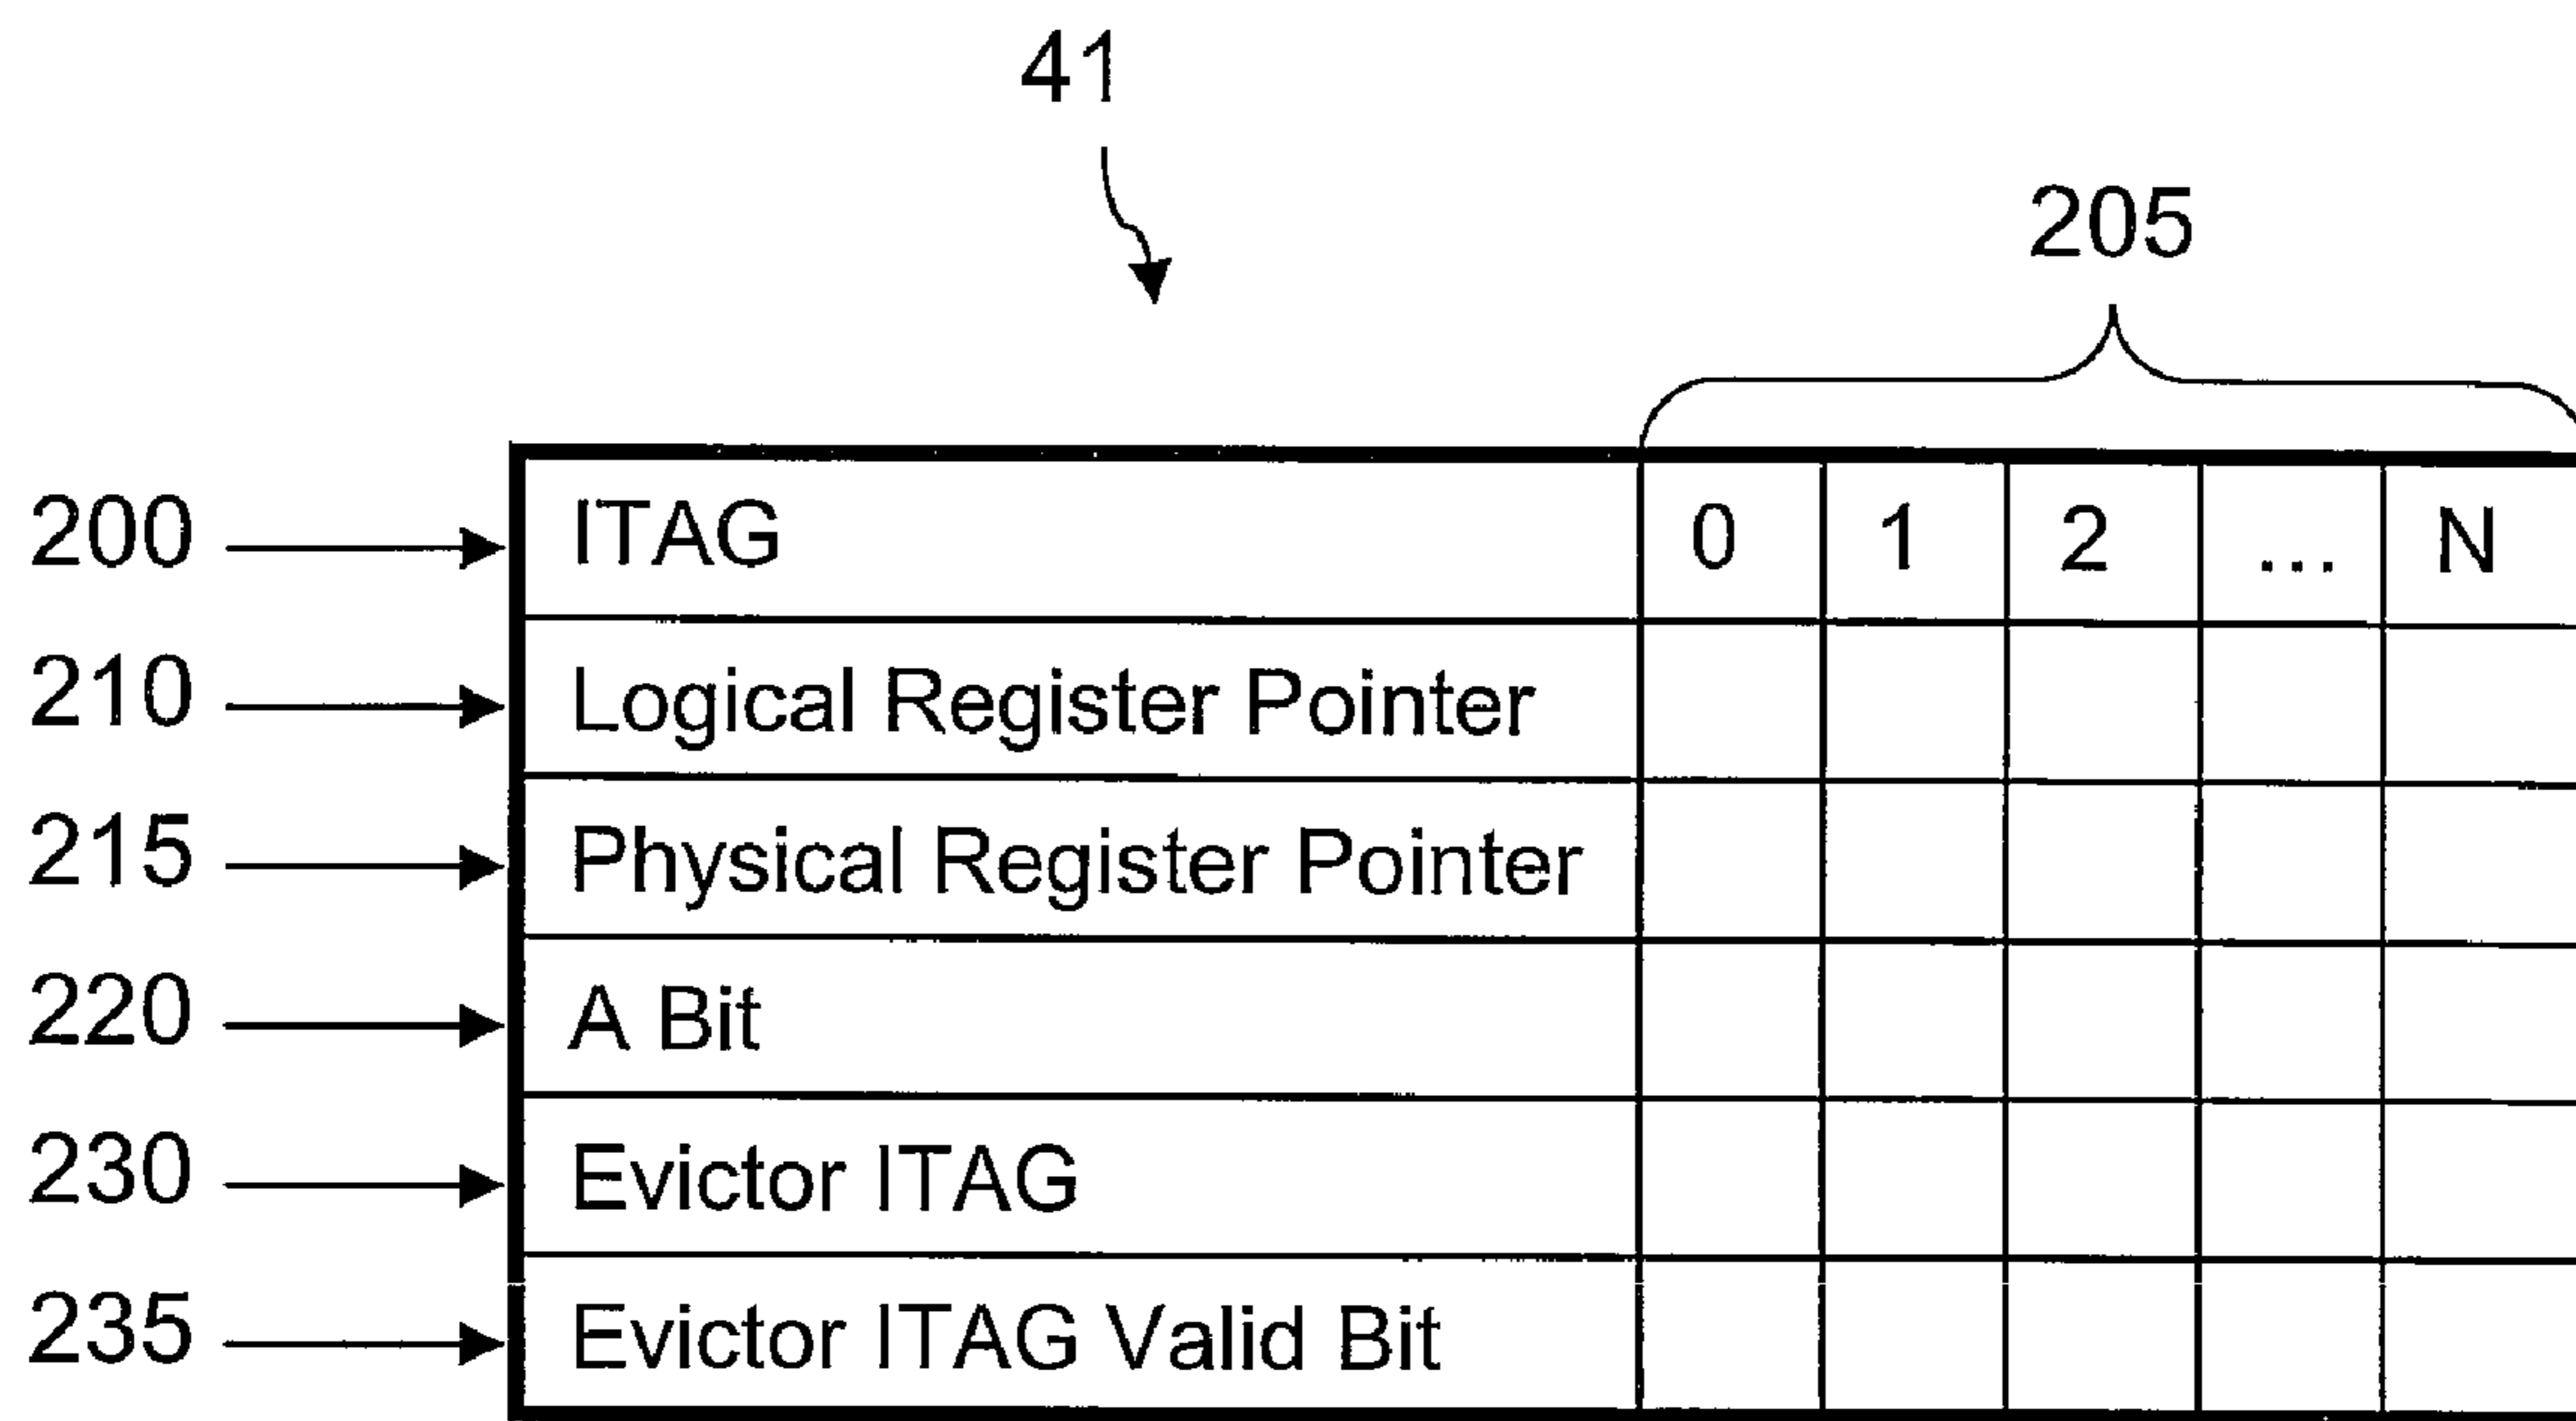 41
205
200 ITAG 0 1 2 ... N
210 Logical Register Pointer
215 Physical Register Pointer
220 A Bit
230 Evictor ITAG
235 Evictor ITAG Valid Bit